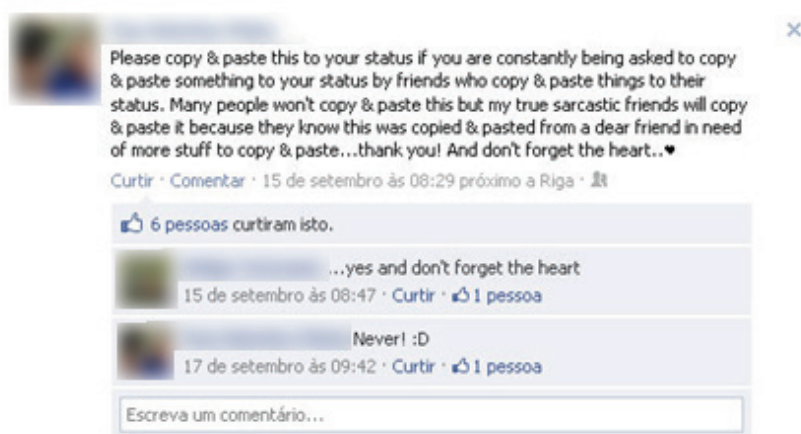 Please copy & paste this to your status if you are constantly being asked to copy
& paste something to your status by friends who copy & paste things to their
status. Many people won't copy & paste this but my true sarcastic friends will copy
& paste it because they know this was copied & pasted from a dear friend in need
of more stuff to copy & paste...thank you! And don't forget the heart..♥
Curtir · Comentar · 15 de setembro às 08:29 próximo a Riga ·
6 pessoas curtiram isto.
...yes and don't forget the heart
15 de setembro às 08:47 · Curtir · 1 pessoa
Never! :D
17 de setembro às 09:42 · Curtir · 1 pessoa
Escreva um comentário...